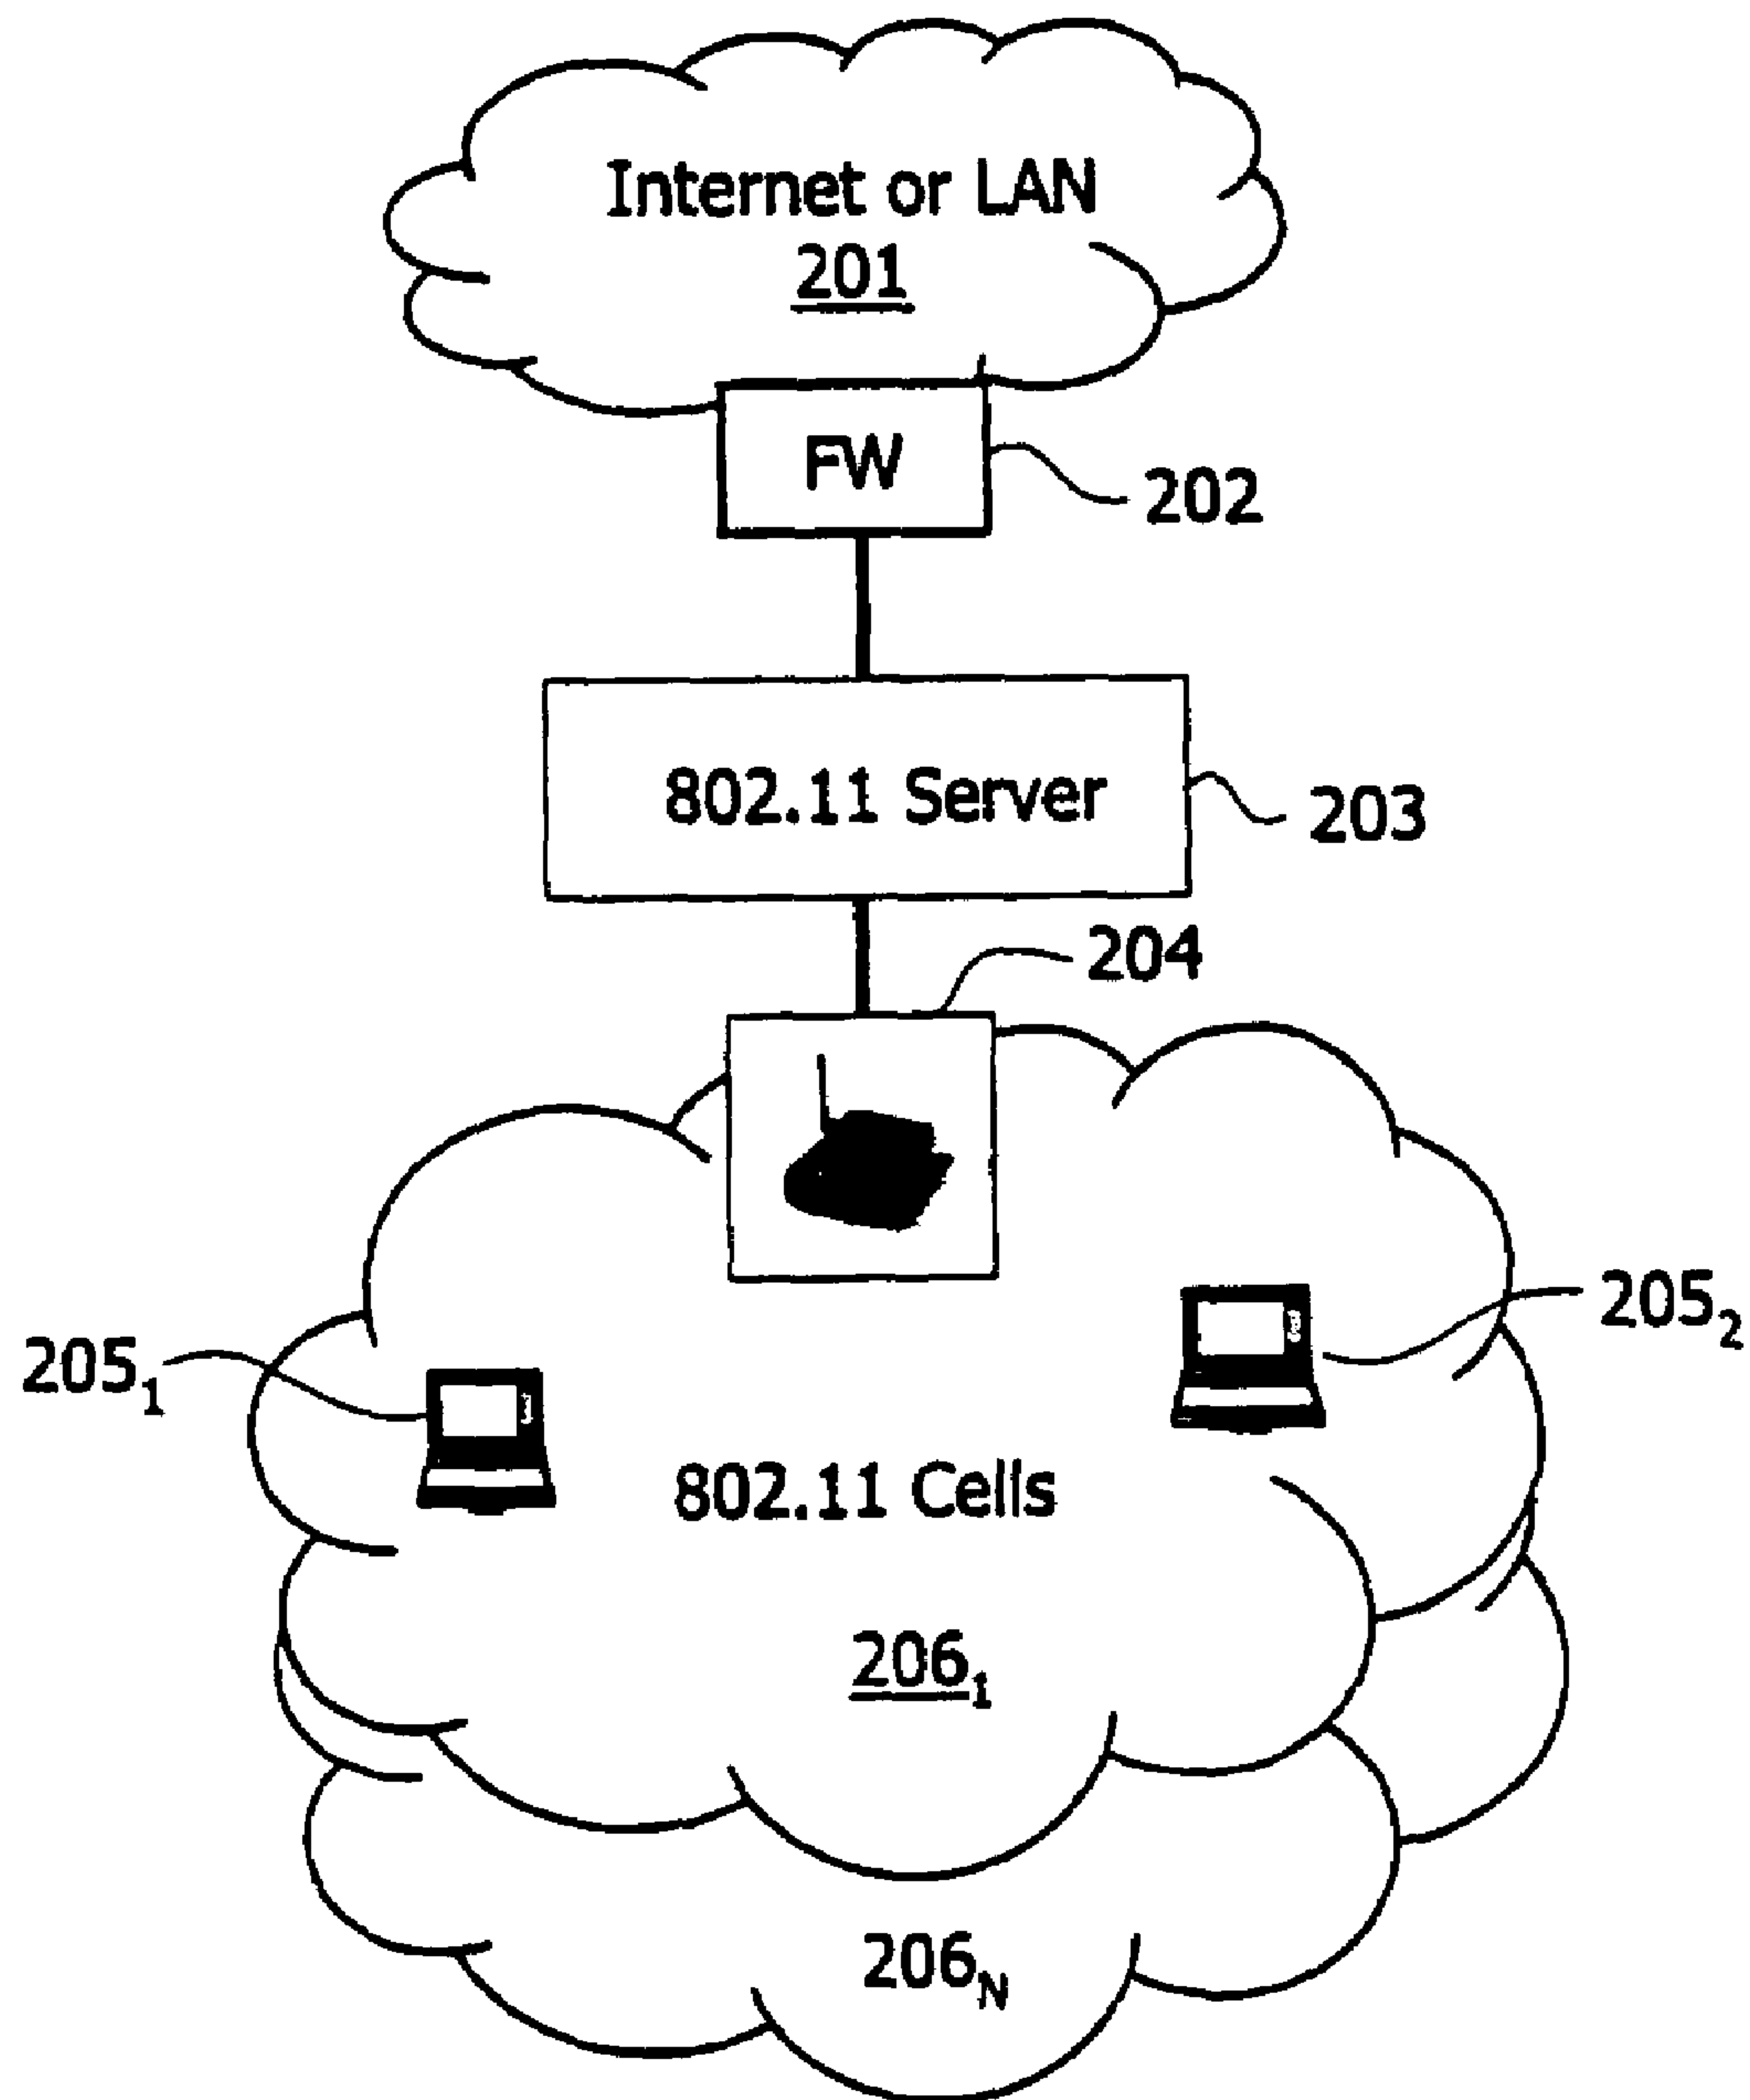 Internet or LAN
201
FW
202
802.11 Server
203
204
205₂
205₁
802.11 Cells
206₁
206N